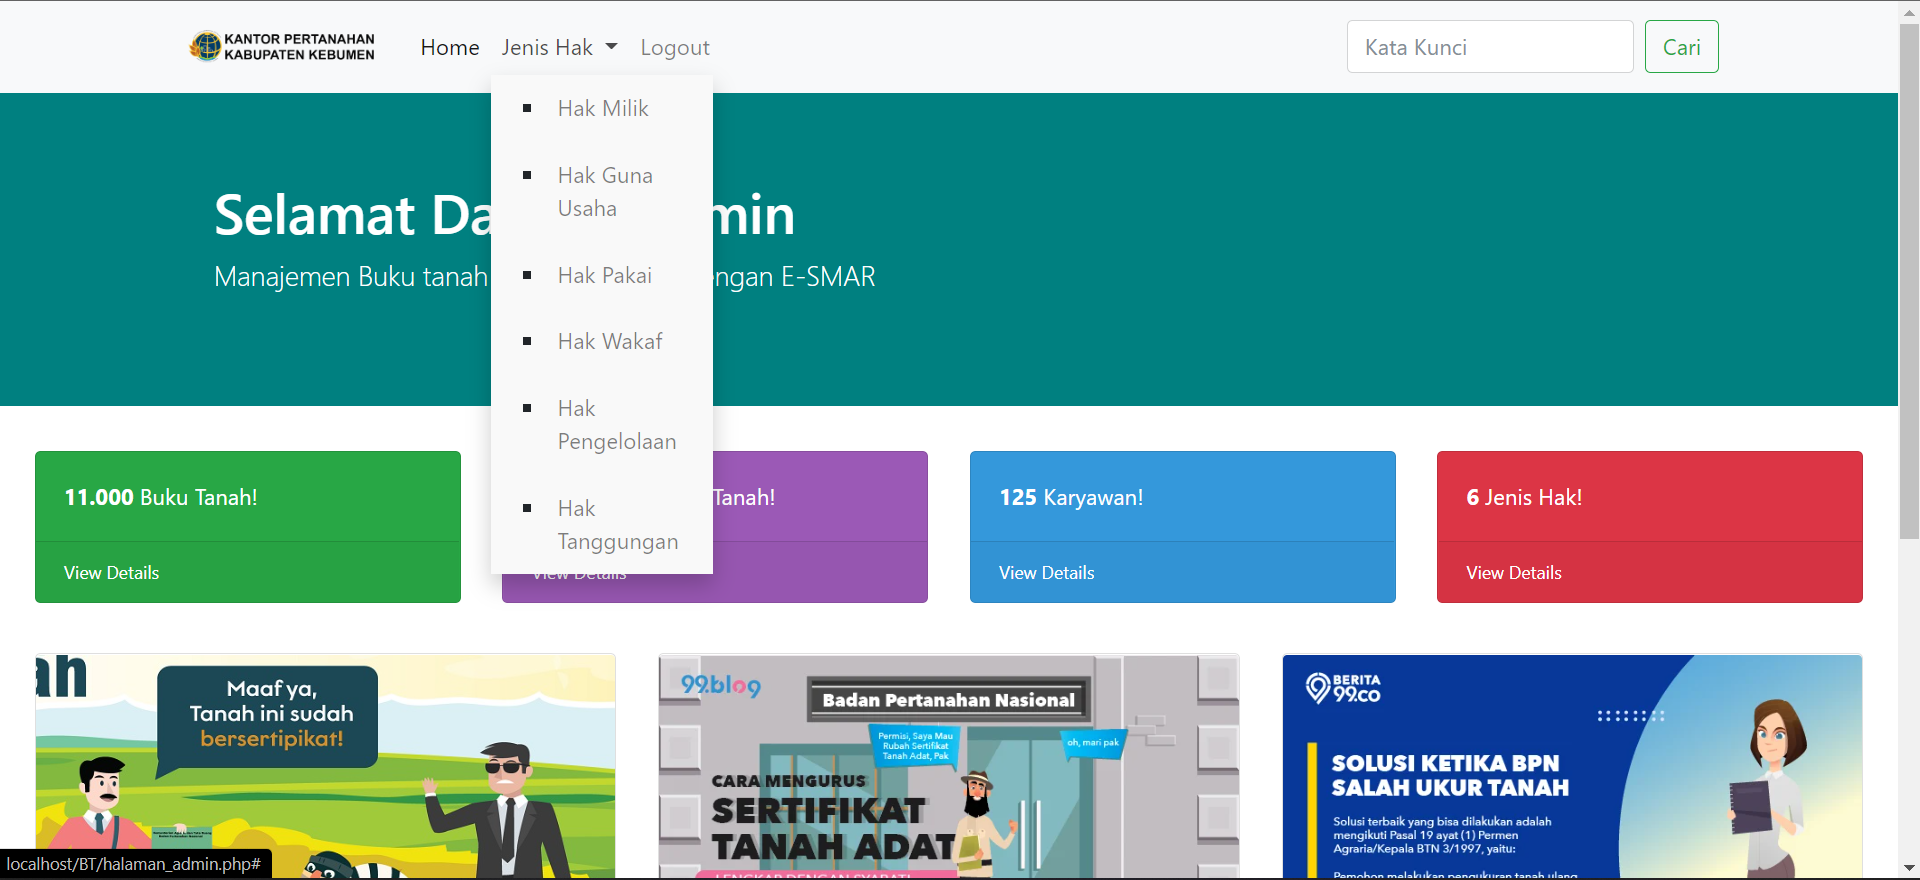 KANTOR PERTANAHAN
KABUPATEN KEBUMEN
Home
Jenis Hak
Logout
Kata Kunci
Cari
Hak Milik
Hak Guna
Usaha
Hak Pakai
Hak Wakaf
Hak
Pengelolaan
Hak
Tanggungan
Selamat Da min
Manajemen Buku tanah ngan E-SMAR
11.000 Buku Tanah!
View Details
Tanah!
View Details
125 Karyawan!
View Details
6 Jenis Hak!
View Details
ah
Maaf ya,
Tanah ini sudah
bersertipikat!
99.blog
Badan Pertanahan Nasional
Permisi, Saya Mau
Rubah Sertifikat
Tanah Adat, Pak
oh, mari pak
CARA MENGURUS
SERTIFIKAT
TANAH ADAT
LENGKAP DENGAN SYARAT!
BERITA
99.co
SOLUSI KETIKA BPN
SALAH UKUR TANAH
Solusi terbaik yang bisa dilakukan adalah
mengikuti Pasal 19 ayat (1) Permen
Agraria/Kepala BTN 3/1997, yaitu:
Pemohon melakukan pengukuran tanah ulang
localhost/BT/halaman_admin.php#